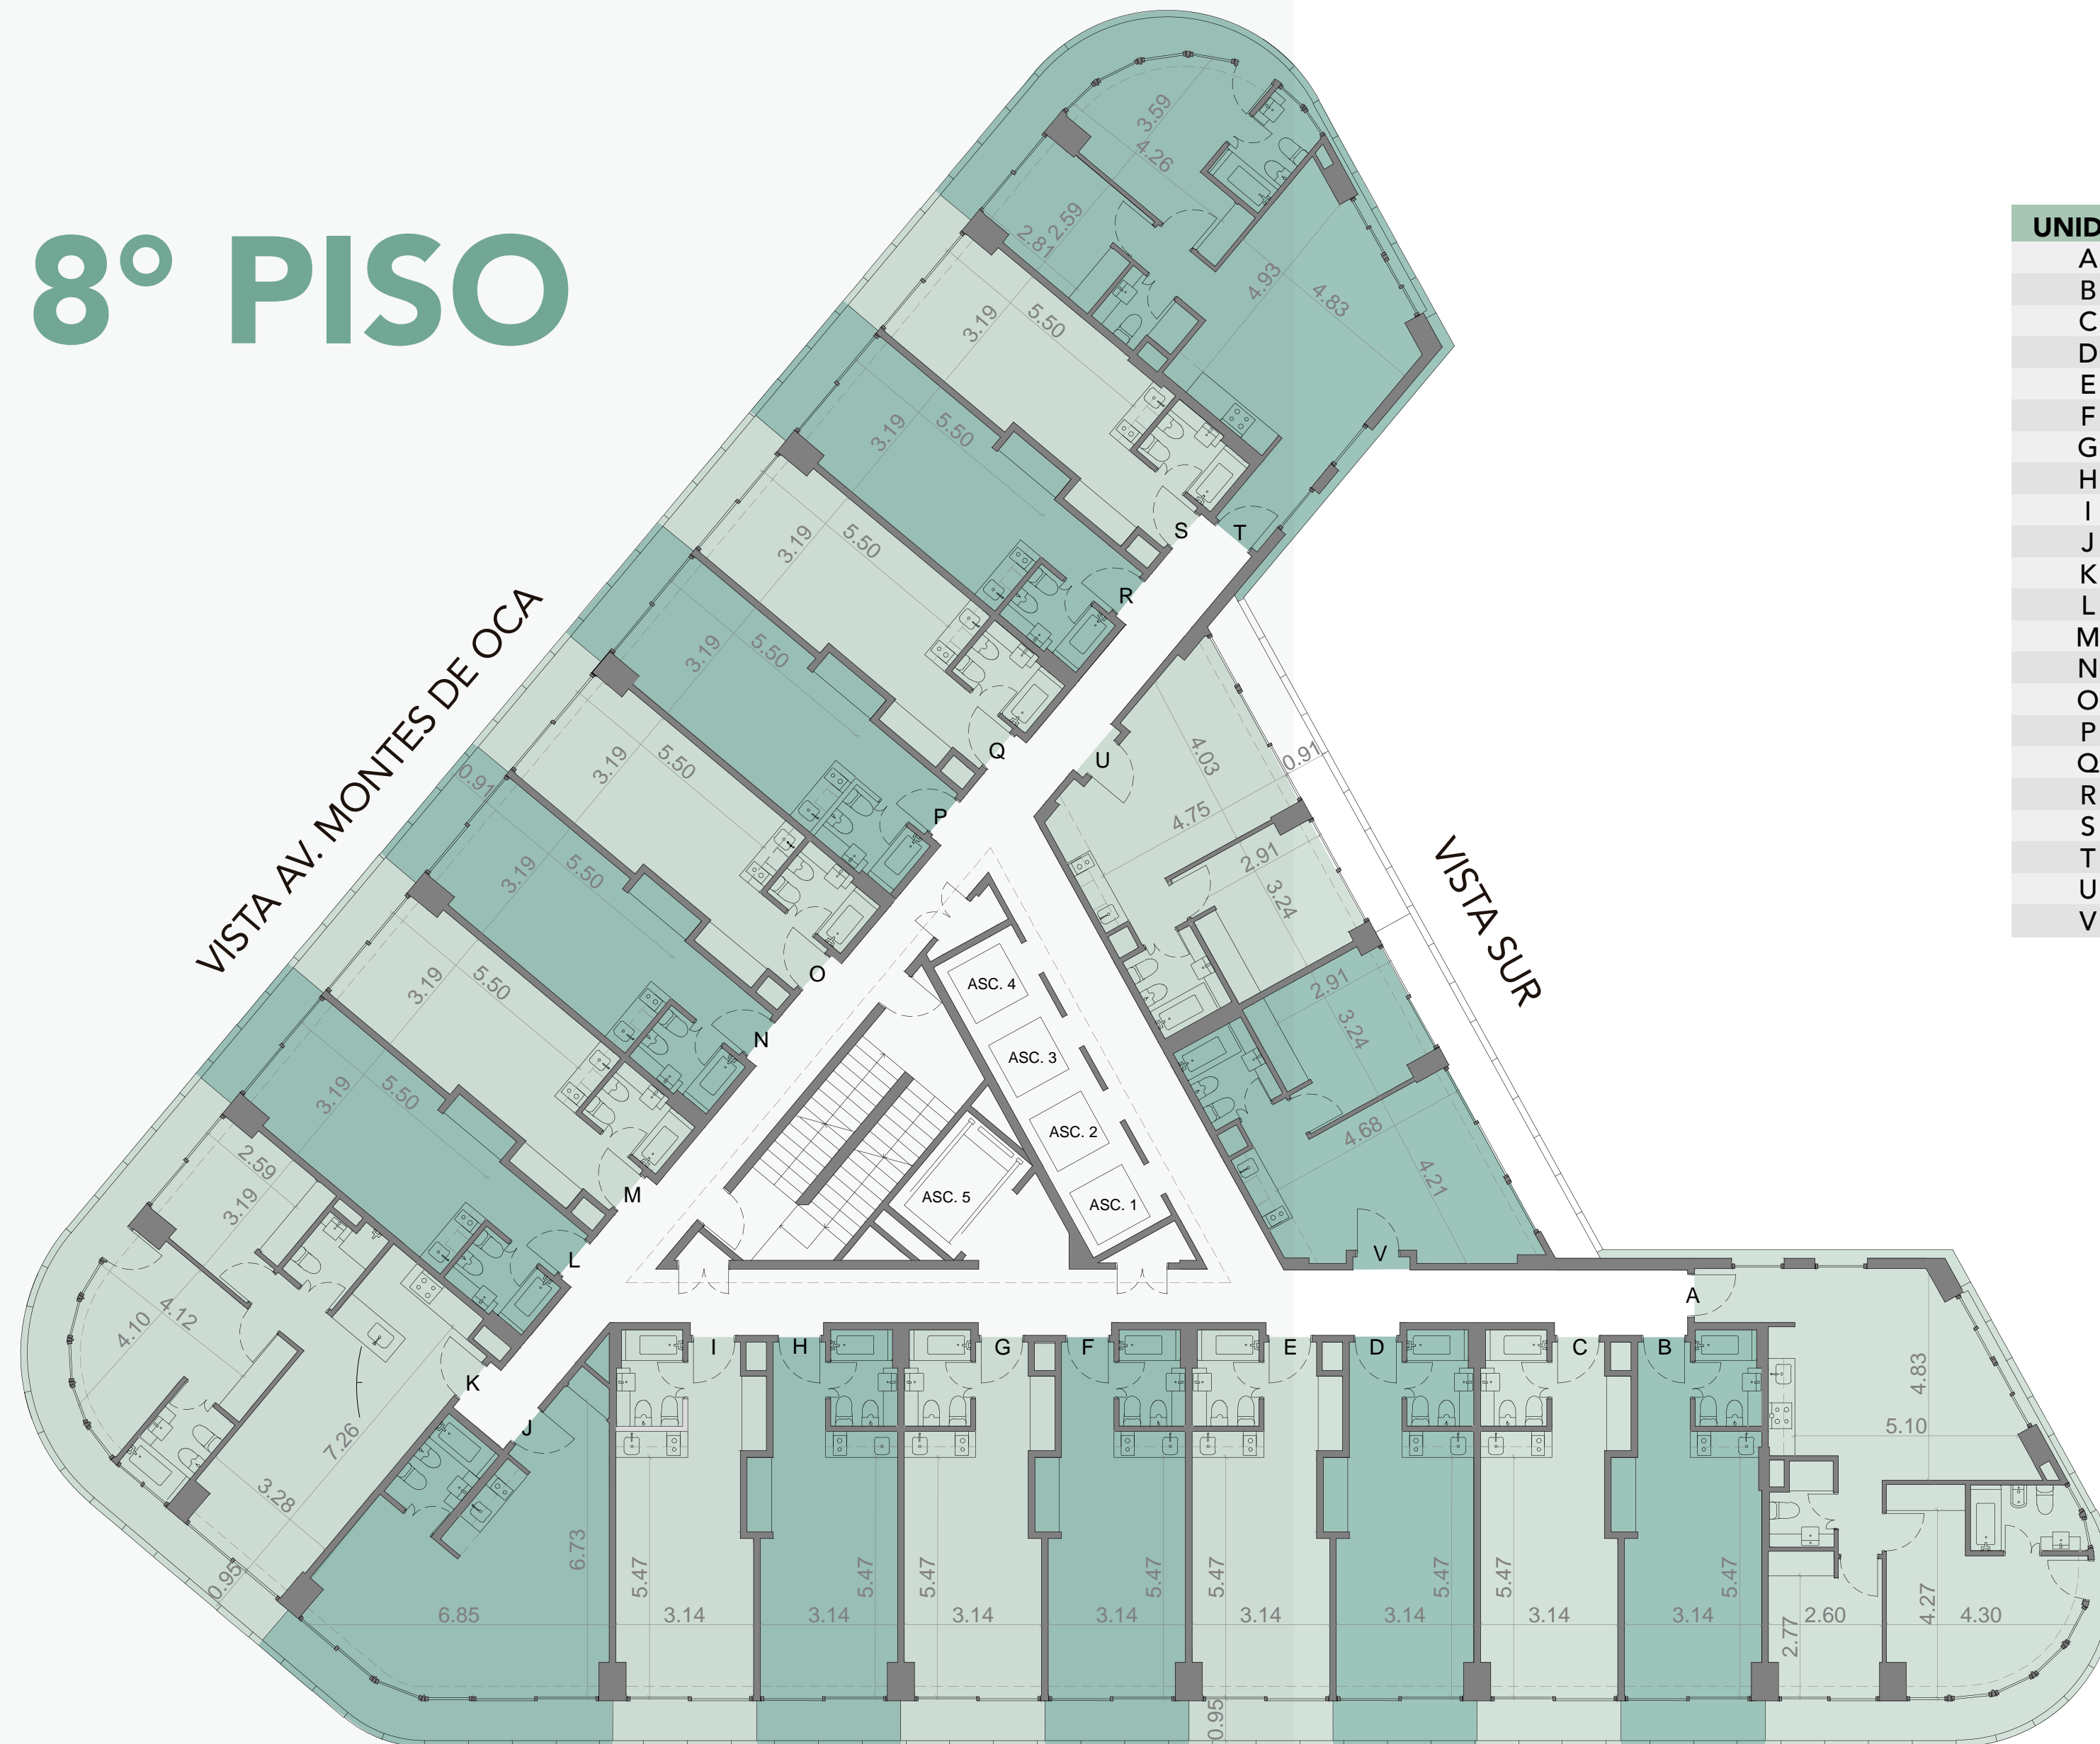 8° PISO
VISTA AV. MONTES DE OCA
VISTA SUR
UNID
A
B
C
D
E
F
G
H
I
J
K
L
M
N
O
P
Q
R
S
T
U
V
3.59
4.26
2.59
2.81
4.93
4.83
3.19
5.50
S
T
3.19
5.50
R
3.19
5.50
Q
3.19
5.50
P
3.19
5.50
O
0.91
3.19
5.50
N
3.19
5.50
M
3.19
5.50
L
U
4.03
0.91
4.75
2.91
3.24
2.91
3.24
4.68
4.21
V
ASC. 4
ASC. 3
ASC. 2
ASC. 1
ASC. 5
2.59
3.19
4.12
4.10
K
7.26
3.28
0.95
J
6.73
6.85
I
5.47
3.14
H
5.47
3.14
G
5.47
3.14
F
5.47
3.14
E
5.47
3.14
0.95
D
5.47
3.14
C
5.47
3.14
B
5.47
3.14
A
4.83
5.10
2.60
2.77
4.27
4.30